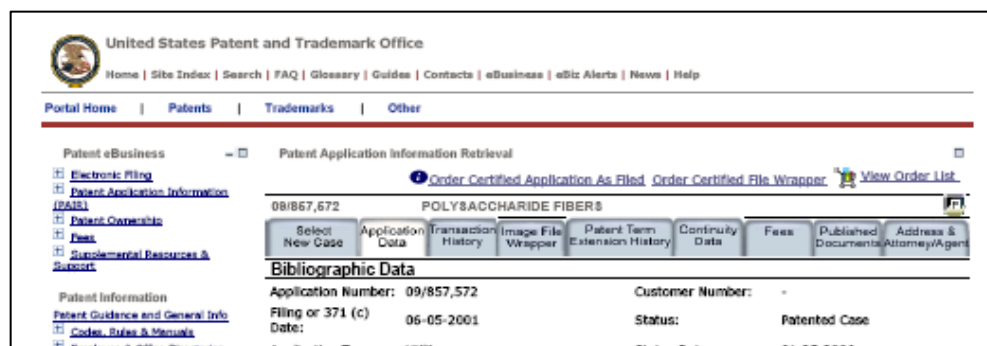 United States Patent and Trademark Office
Home | Site Index | Search | FAQ | Glossary | Guides | Contacts | eBusiness | eBiz Alerts | News | Help
Portal Home | Patents | Trademarks | Other
Patent eBusiness
Electronic Filing
Patent Application Information
(PAIR)
Patent Ownership
Fees
Supplemental Resources &
Support
Patent Information
Patent Guidance and General Info
Codes, Rules & Manuals
Patent Application Information Retrieval
Order Certified Application As Filed Order Certified File Wrapper View Order List
09/857,572 POLYSACCHARIDE FIBERS
Select New Case
Application Data
Transaction History
Image File Wrapper
Patent Term Extension History
Continuity Data
Fees
Published Documents
Address & Attorney/Agent
Bibliographic Data
Application Number: 09/857,572 Customer Number: -
Filing or 371 (c)
Date: 06-05-2001 Status: Patented Case